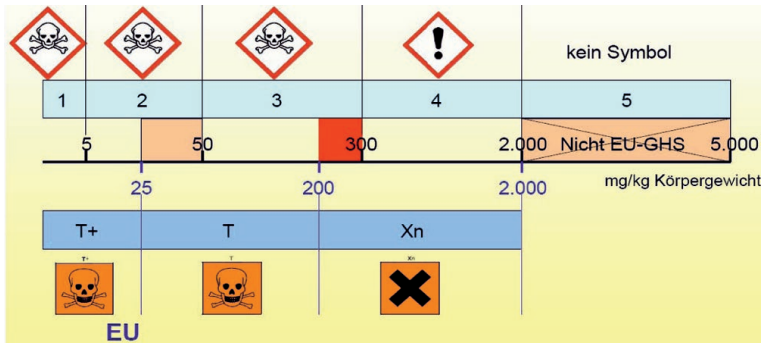 kein Symbol
1 2 3 4 5
5 50 300 2.000 Nicht EU-GHS 5.000
25 200 2.000 mg/kg Körpergewicht
T+ T Xn
T+ T Xn
EU